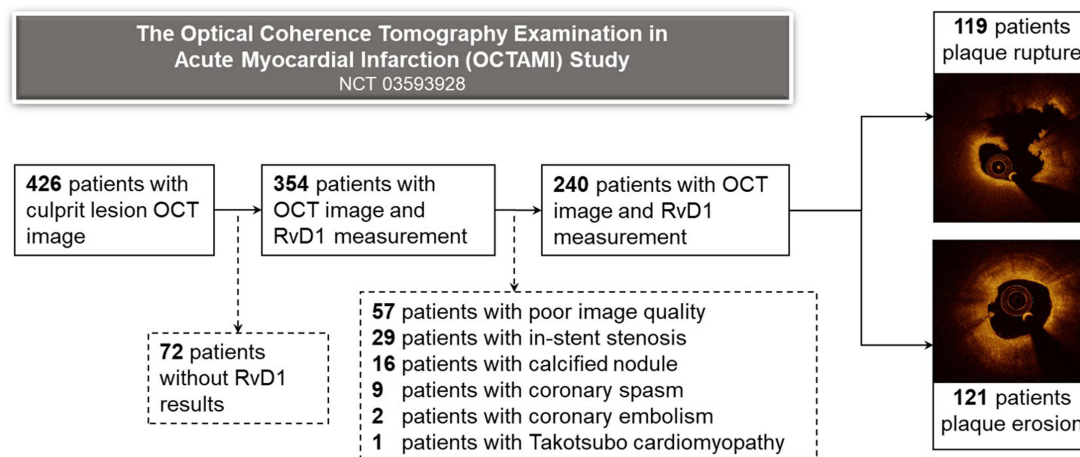 The Optical Coherence Tomography Examination in
Acute Myocardial Infarction (OCTAMI) Study
NCT 03593928
426 patients with
culprit lesion OCT
image
354 patients with
OCT image and
RvD1 measurement
240 patients with OCT
image and RvD1
measurement
72 patients
without RvD1
results
57 patients with poor image quality
29 patients with in-stent stenosis
16 patients with calcified nodule
9 patients with coronary spasm
2 patients with coronary embolism
1 patients with Takotsubo cardiomyopathy
119 patients
plaque rupture
121 patients
plaque erosion